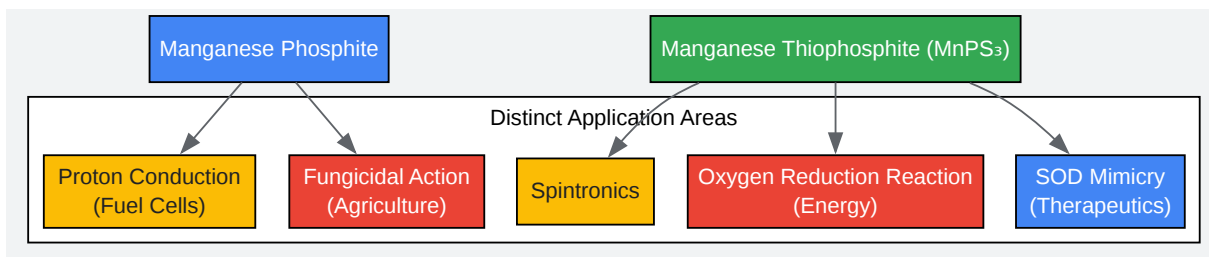 Manganese Phosphite
Manganese Thiophosphite (MnPS₃)
Distinct Application Areas
Proton Conduction
(Fuel Cells)
Fungicidal Action
(Agriculture)
Spintronics
Oxygen Reduction Reaction
(Energy)
SOD Mimicry
(Therapeutics)